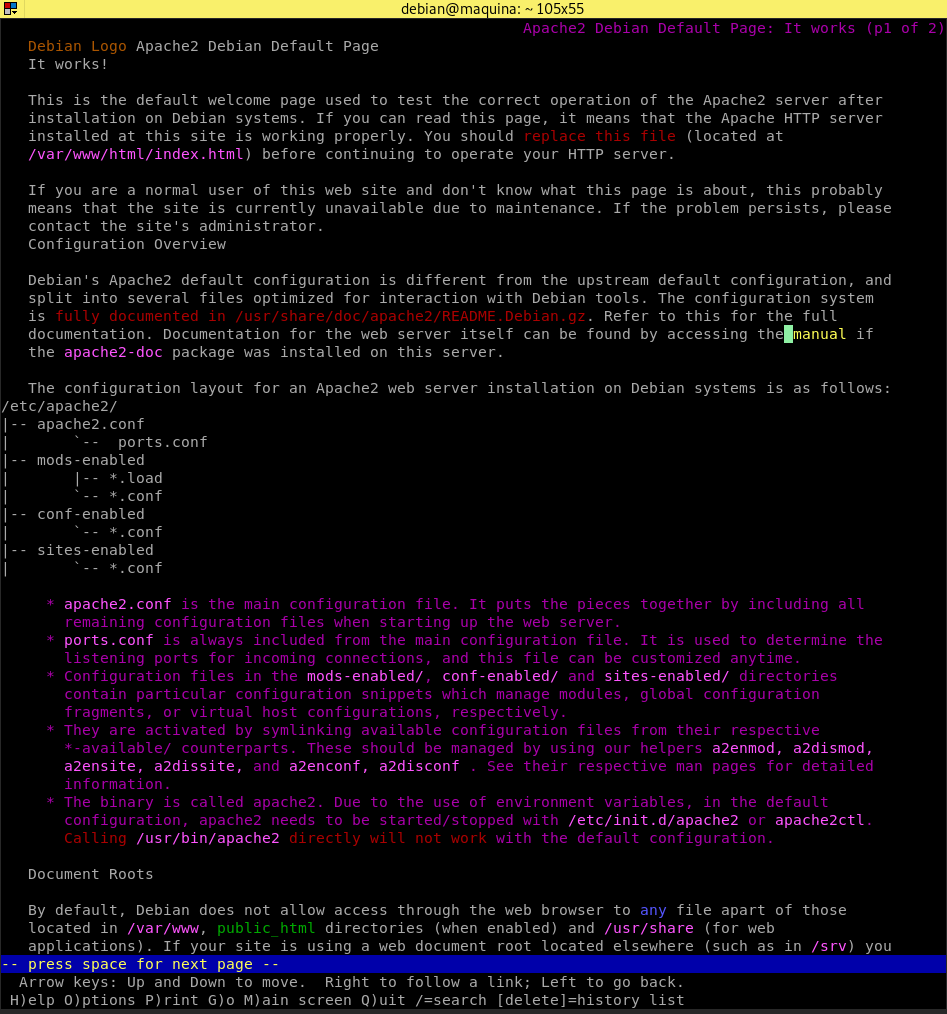 debian@maquina: ~ 105x55
Apache2 Debian Default Page: It works (p1 of 2)
Debian Logo Apache2 Debian Default Page
It works!
This is the default welcome page used to test the correct operation of the Apache2 server after
installation on Debian systems. If you can read this page, it means that the Apache HTTP server
installed at this site is working properly. You should replace this file (located at
/var/www/html/index.html) before continuing to operate your HTTP server.
If you are a normal user of this web site and don't know what this page is about, this probably
means that the site is currently unavailable due to maintenance. If the problem persists, please
contact the site's administrator.
Configuration Overview
Debian's Apache2 default configuration is different from the upstream default configuration, and
split into several files optimized for interaction with Debian tools. The configuration system
is fully documented in /usr/share/doc/apache2/README.Debian.gz. Refer to this for the full
documentation. Documentation for the web server itself can be found by accessing the manual if
the apache2-doc package was installed on this server.
The configuration layout for an Apache2 web server installation on Debian systems is as follows:
/etc/apache2/
|-- apache2.conf
|       `--  ports.conf
|-- mods-enabled
|       |-- *.load
|       `-- *.conf
|-- conf-enabled
|       `-- *.conf
|-- sites-enabled
|       `-- *.conf
* apache2.conf is the main configuration file. It puts the pieces together by including all
remaining configuration files when starting up the web server.
* ports.conf is always included from the main configuration file. It is used to determine the
listening ports for incoming connections, and this file can be customized anytime.
* Configuration files in the mods-enabled/, conf-enabled/ and sites-enabled/ directories
contain particular configuration snippets which manage modules, global configuration
fragments, or virtual host configurations, respectively.
* They are activated by symlinking available configuration files from their respective
*-available/ counterparts. These should be managed by using our helpers a2enmod, a2dismod,
a2ensite, a2dissite, and a2enconf, a2disconf . See their respective man pages for detailed
information.
* The binary is called apache2. Due to the use of environment variables, in the default
configuration, apache2 needs to be started/stopped with /etc/init.d/apache2 or apache2ctl.
Calling /usr/bin/apache2 directly will not work with the default configuration.
Document Roots
By default, Debian does not allow access through the web browser to any file apart of those
located in /var/www, public_html directories (when enabled) and /usr/share (for web
applications). If your site is using a web document root located elsewhere (such as in /srv) you
-- press space for next page --
Arrow keys: Up and Down to move.  Right to follow a link; Left to go back.
H)elp O)ptions P)rint G)o M)ain screen Q)uit /=search [delete]=history list